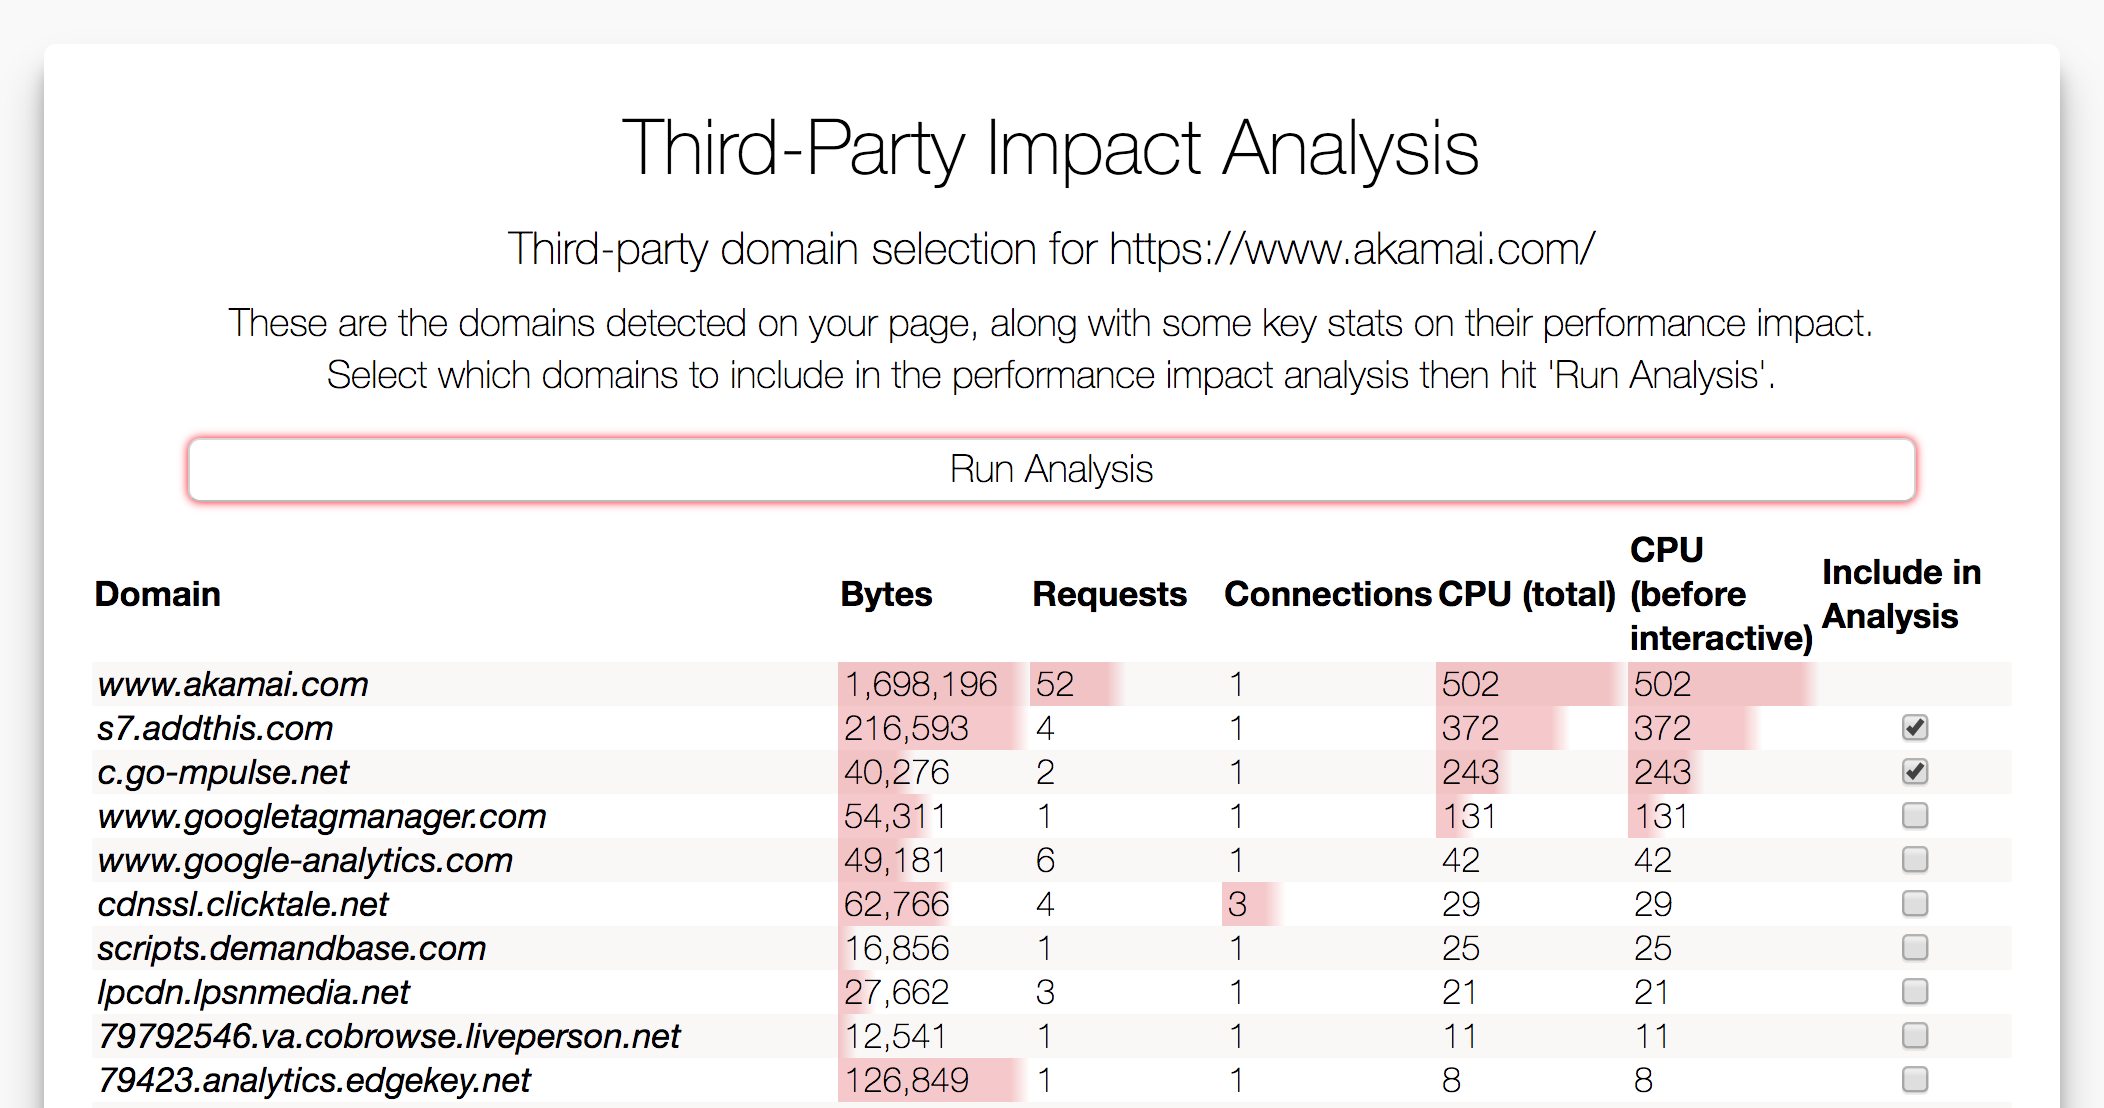 Third-Party Impact Analysis
Third-party domain selection for https://www.akamai.com/
These are the domains detected on your page, along with some key stats on their performance impact.
Select which domains to include in the performance impact analysis then hit 'Run Analysis'.
Run Analysis
Domain Bytes Requests Connections CPU (total) CPU (before interactive) Include in Analysis
www.akamai.com 1,698,196 52 1 502 502
s7.addthis.com 216,593 4 1 372 372
c.go-mpulse.net 40,276 2 1 243 243
www.googletagmanager.com 54,311 1 1 131 131
www.google-analytics.com 49,181 6 1 42 42
cdnssl.clicktale.net 62,766 4 3 29 29
scripts.demandbase.com 16,856 1 1 25 25
lpcdn.lpsnmedia.net 27,662 3 1 21 21
79792546.va.cobrowse.liveperson.net 12,541 1 1 11 11
79423.analytics.edgekey.net 126,849 1 1 8 8